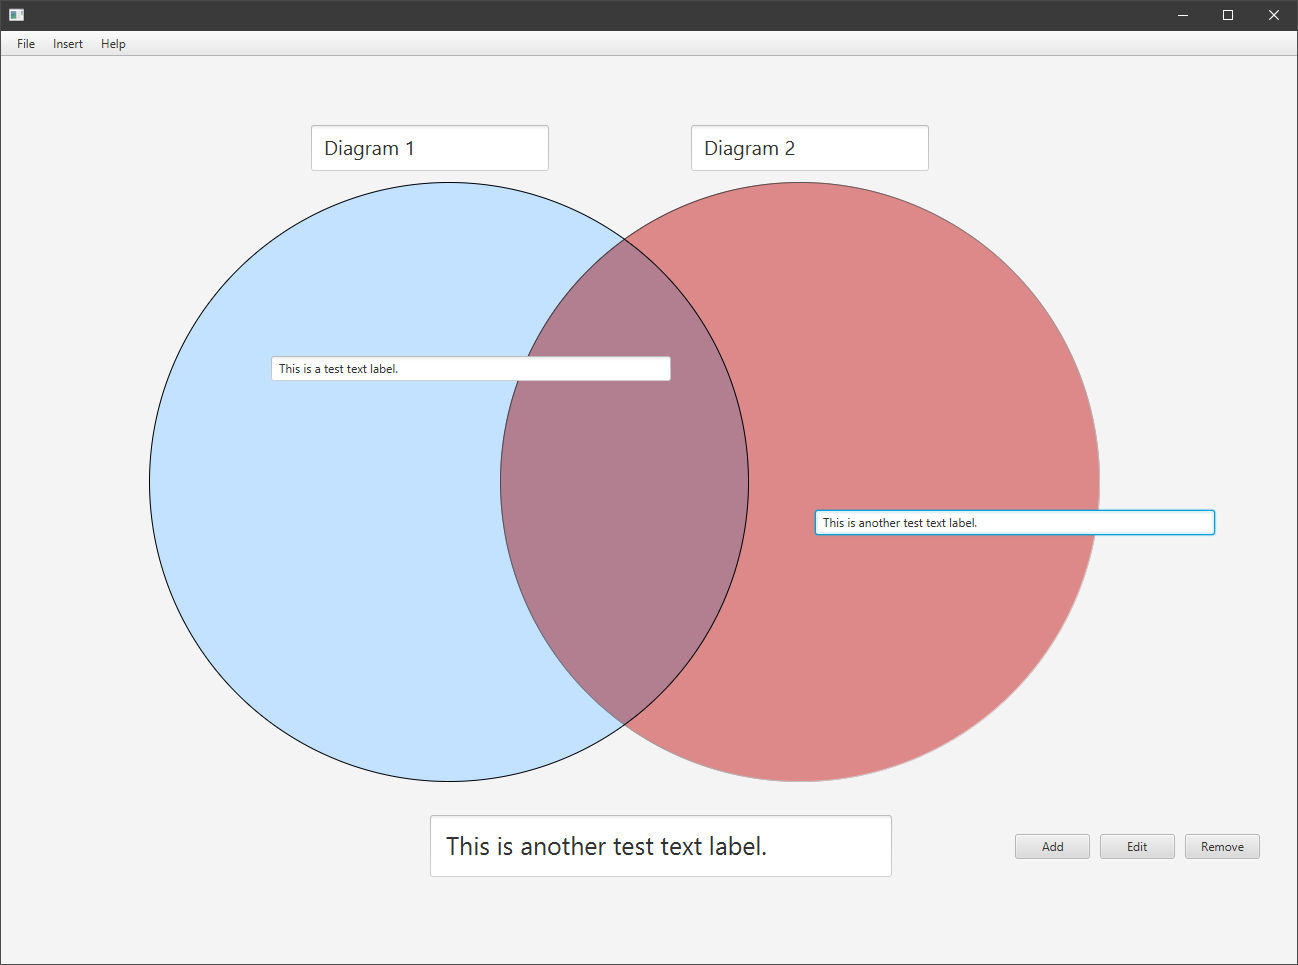 File Insert Help
Diagram 1
Diagram 2
This is a test text label.
This is another test text label.
This is another test text label.
Add Edit Remove